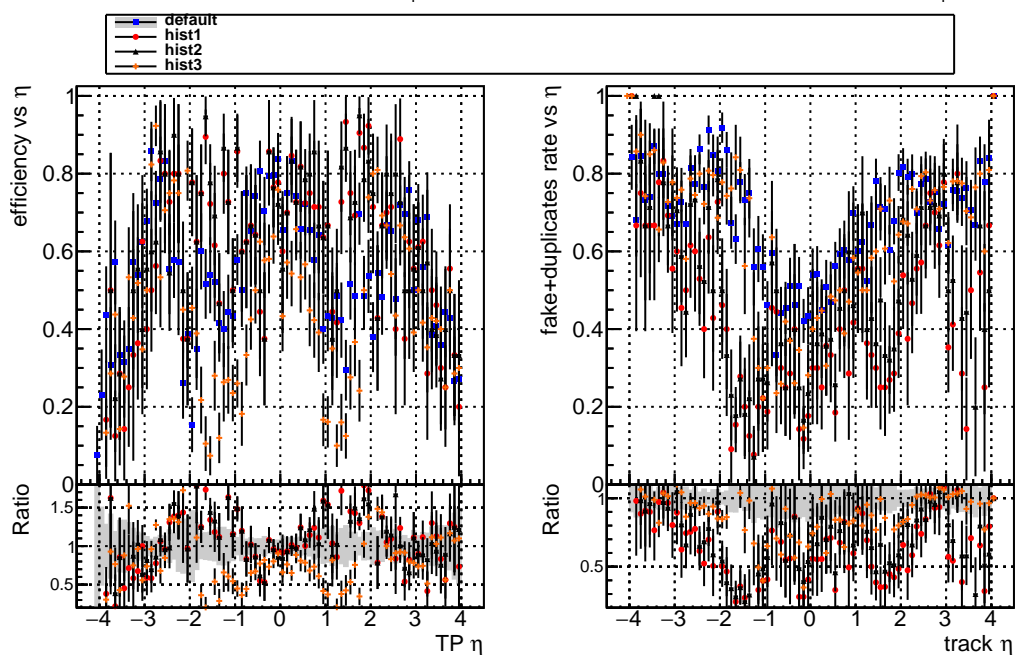 default
hist1
hist2
hist3
efficiency vs η
1
0.8
0.6
0.4
0.2
0
Ratio
1.5
1
0.5
−4 −3 −2 −1 0 1 2 3 4
TP η
fake+duplicates rate vs η
1
0.8
0.6
0.4
0.2
0
Ratio
1
0.5
−4 −3 −2 −1 0 1 2 3 4
track η